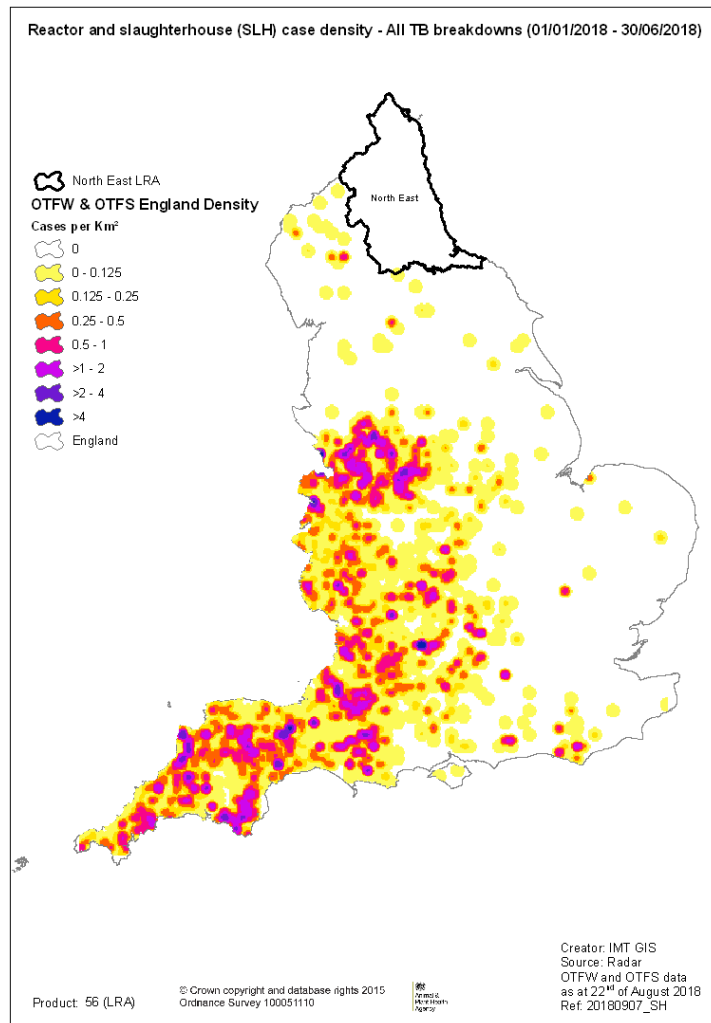 Reactor and slaughterhouse (SLH) case density - All TB breakdowns (01/01/2018 - 30/06/2018)
North East LRA
North East
OTFW & OTFS England Density
Cases per Km²
0
0 - 0.125
0.125 - 0.25
0.25 - 0.5
0.5 - 1
>1 - 2
>2 - 4
>4
England
Creator: IMT GIS
Source: Radar
OTFW and OTFS data
as at 22ⁿᵈ of August 2018
Ref: 20180907_SH
Product: 56 (LRA)
© Crown copyright and database rights 2015
Ordnance Survey 100051110
Animal &
Plant Health
Agency